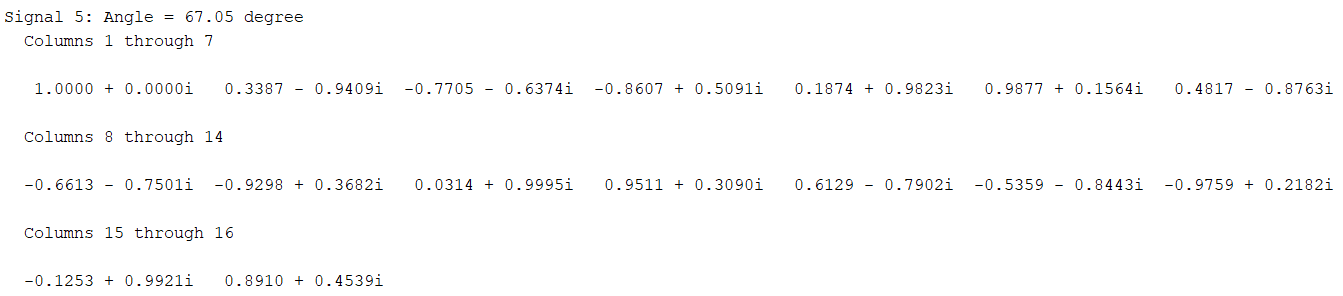 Signal 5: Angle = 67.05 degree
Columns 1 through 7
1.0000 + 0.0000i 0.3387 - 0.9409i -0.7705 - 0.6374i -0.8607 + 0.5091i 0.1874 + 0.9823i 0.9877 + 0.1564i 0.4817 - 0.8763i
Columns 8 through 14
-0.6613 - 0.7501i -0.9298 + 0.3682i 0.0314 + 0.9995i 0.9511 + 0.3090i 0.6129 - 0.7902i -0.5359 - 0.8443i -0.9759 + 0.2182i
Columns 15 through 16
-0.1253 + 0.9921i 0.8910 + 0.4539i